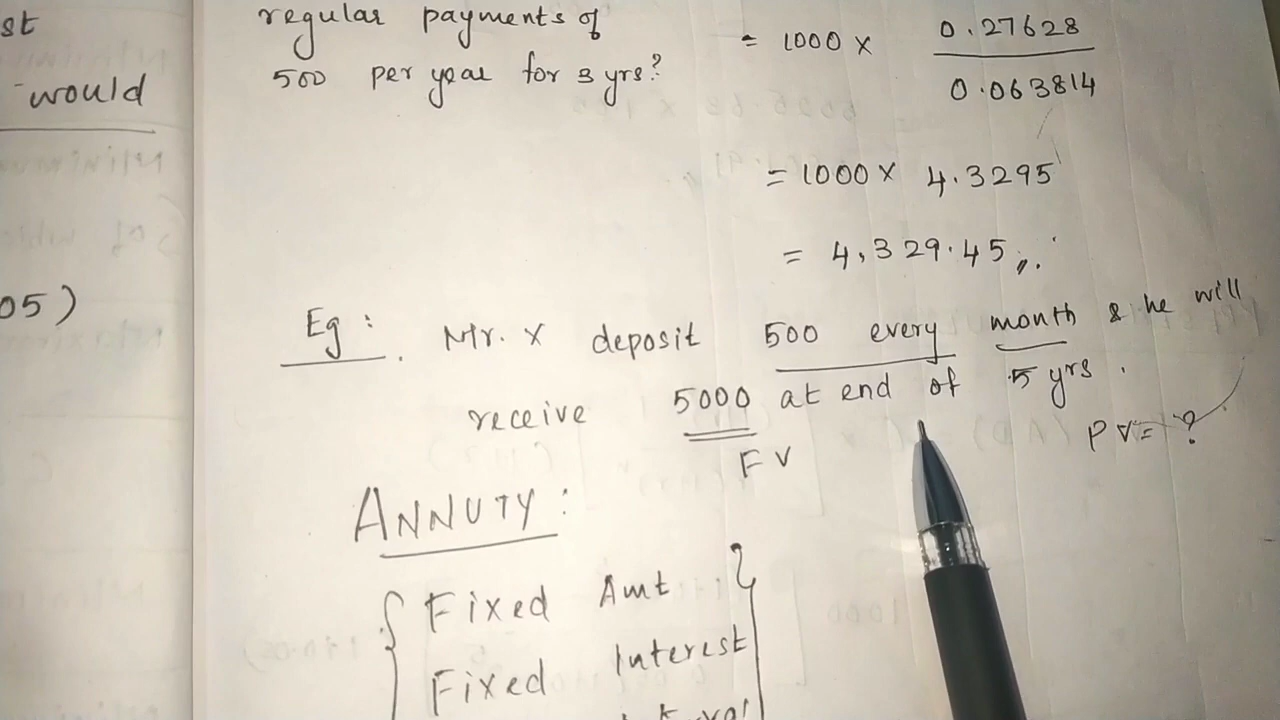 st
would
05)
regular payments of
500 per year for 3 yrs?
= 1000 × 0.27628
0.063814
= 1000 × 4.3295
= 4,329.45
Eg: Mr. X deposit 500 every month & he will
receive 5000 at end of 5 yrs.
FV
PV= ?
ANNUTY:
Fixed Amt
Fixed Interest